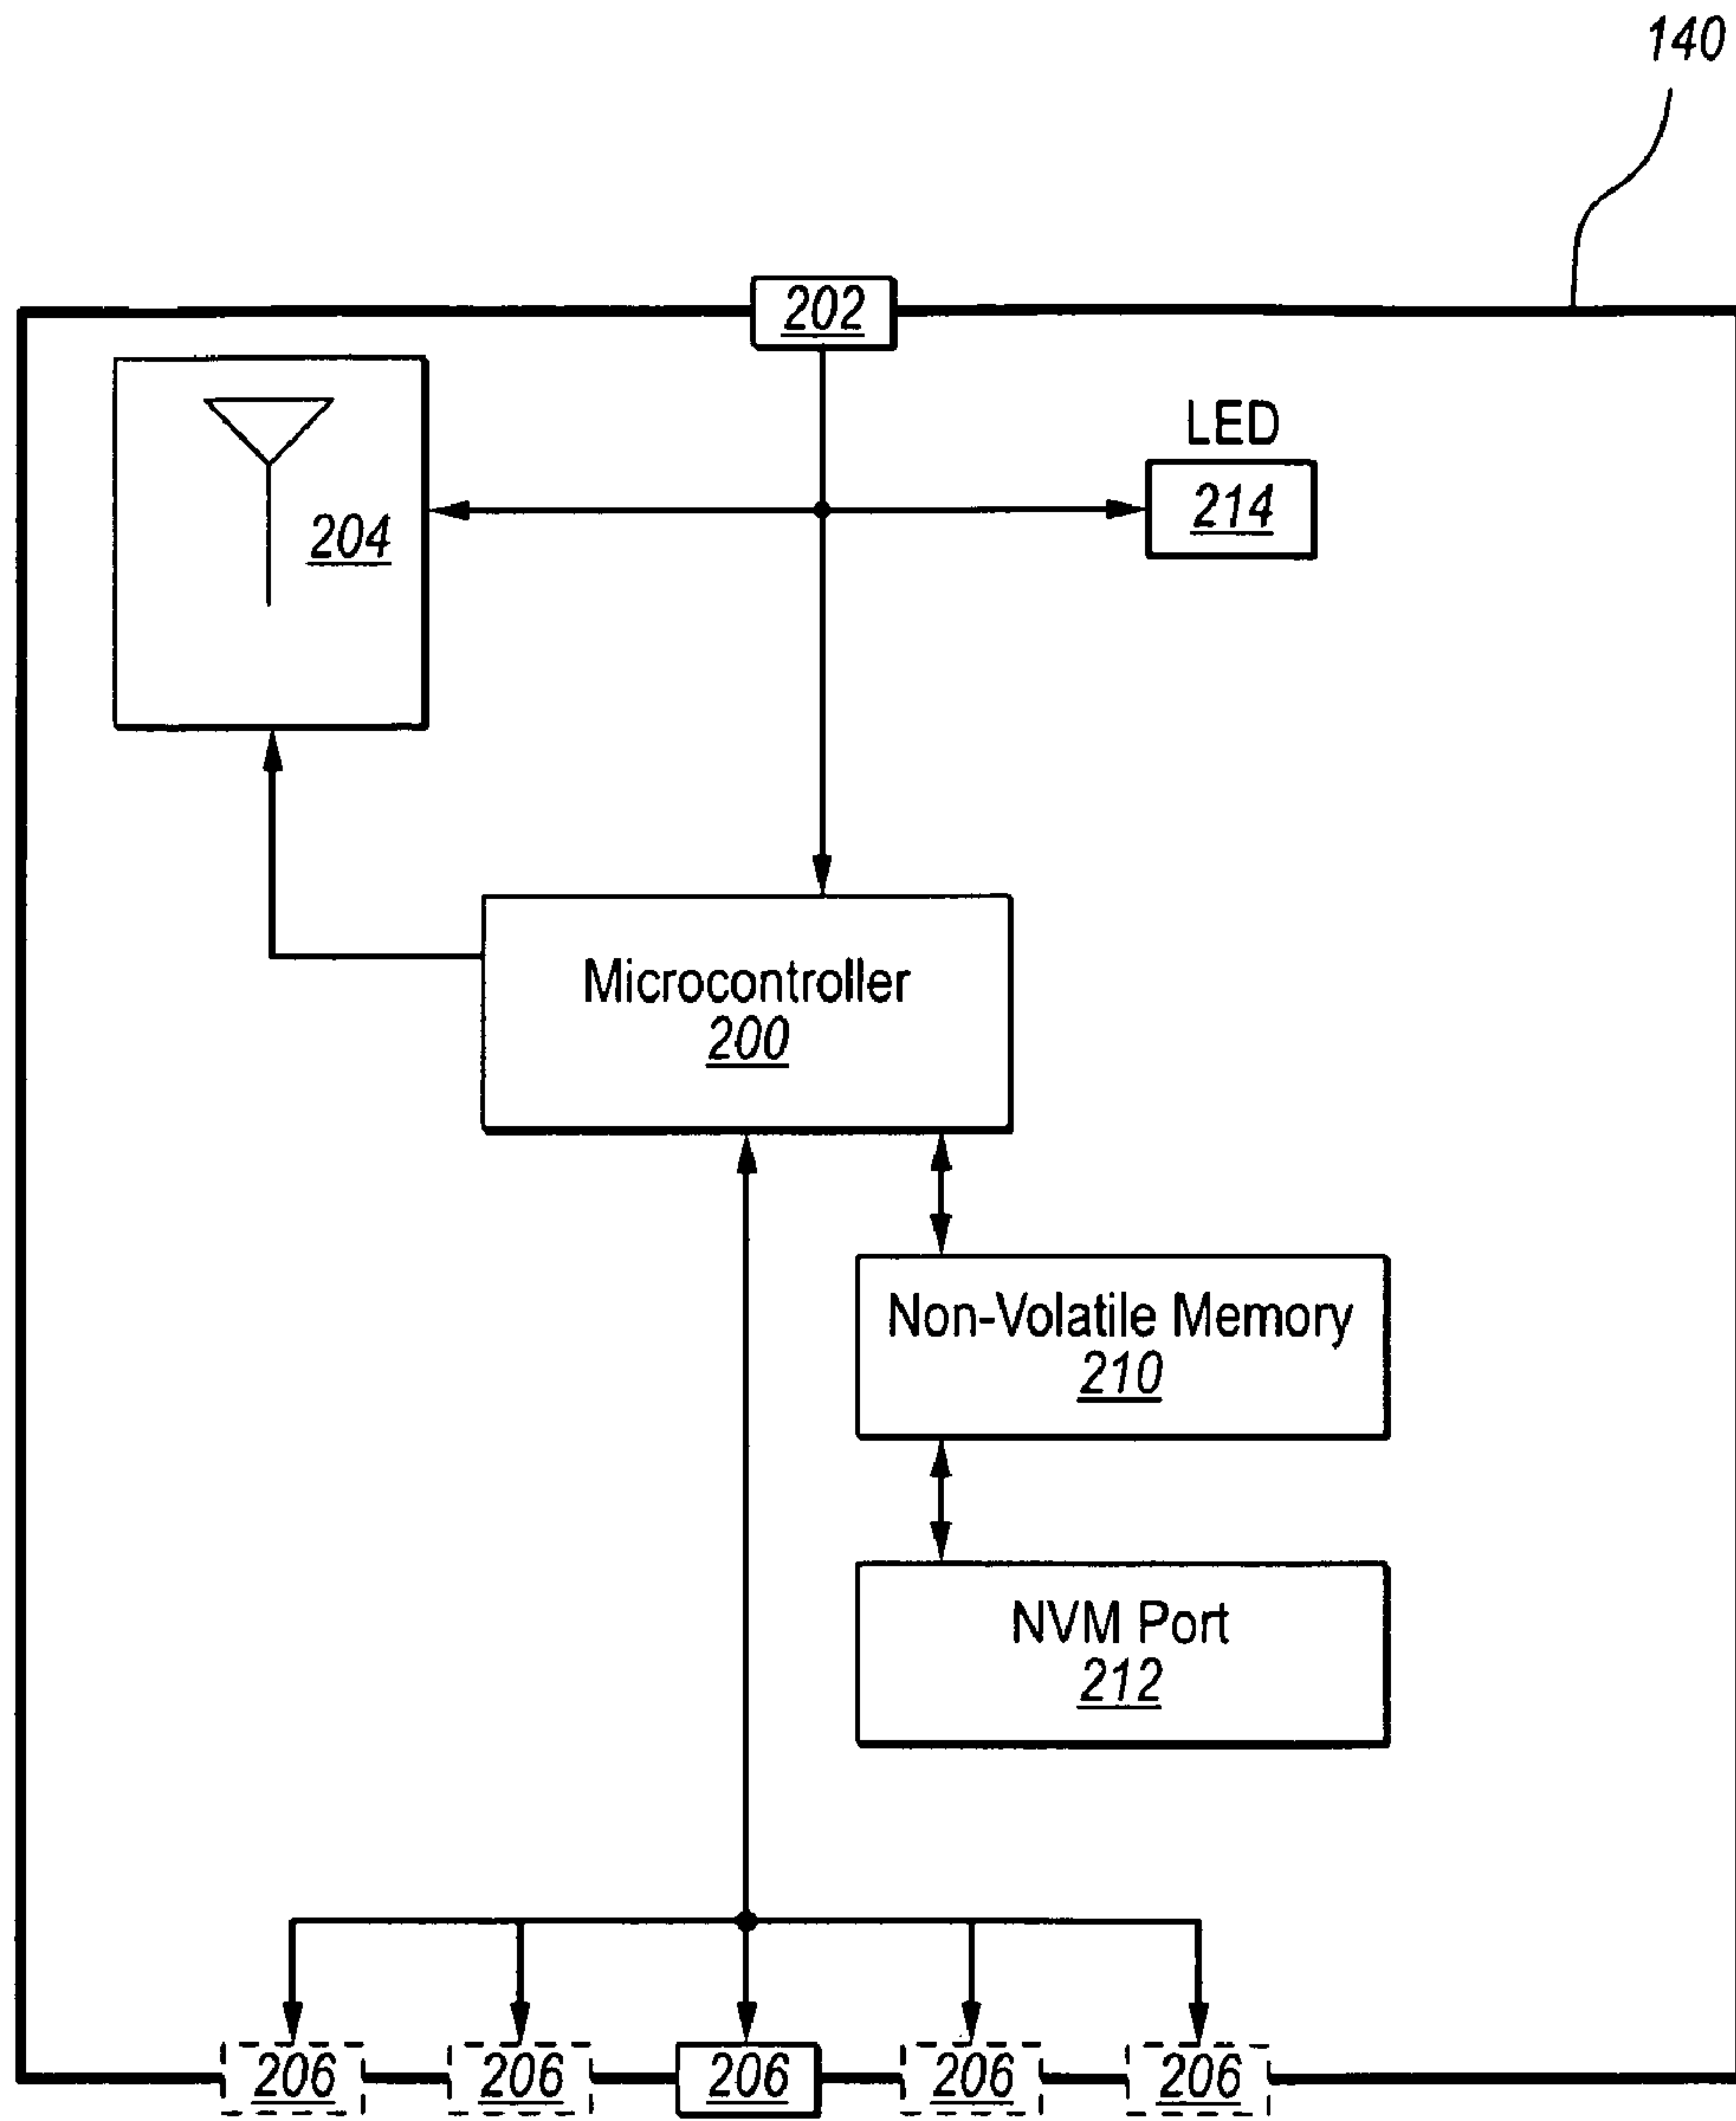 140
202
LED
214
204
Microcontroller
200
Non-Volatile Memory
210
NVM Port
212
206 206 206 206 206